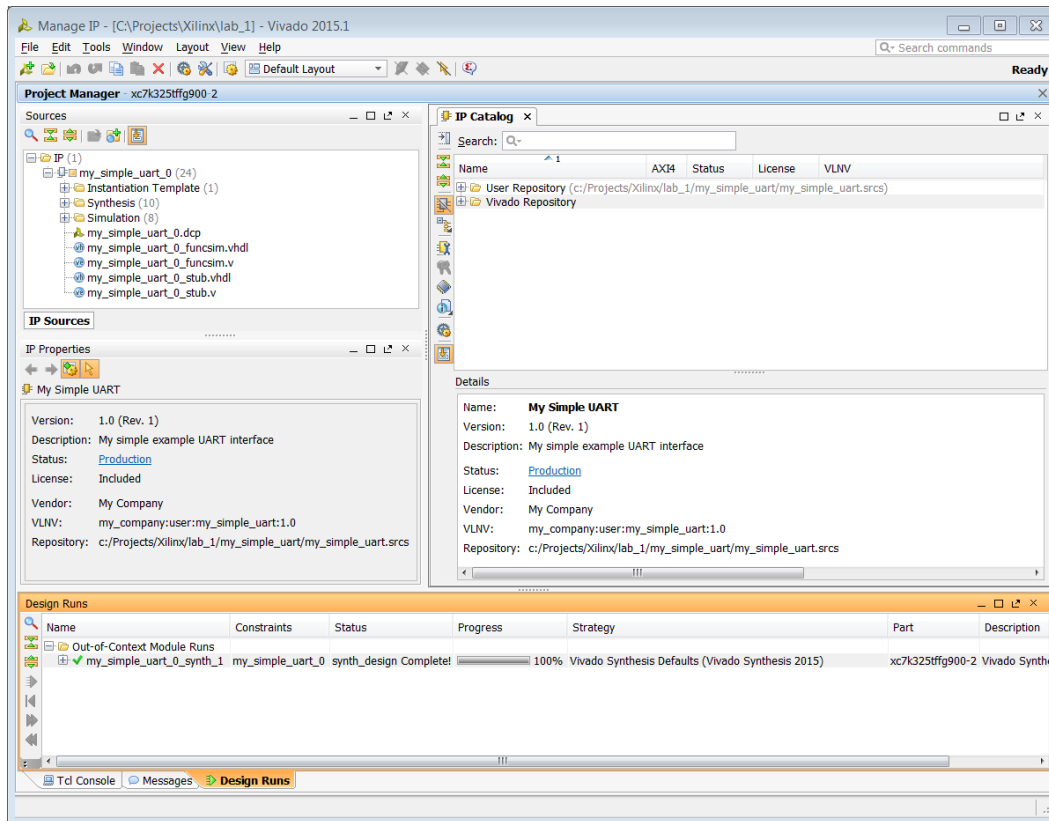 Manage IP - [C:\Projects\Xilinx\lab_1] - Vivado 2015.1
File Edit Tools Window Layout View Help
Search commands
Default Layout
Ready
Project Manager - xc7k325tffg900-2
Sources
IP (1)
my_simple_uart_0 (24)
Instantiation Template (1)
Synthesis (10)
Simulation (8)
my_simple_uart_0.dcp
my_simple_uart_0_funcsim.vhdl
my_simple_uart_0_funcsim.v
my_simple_uart_0_stub.vhdl
my_simple_uart_0_stub.v
IP Sources
IP Properties
My Simple UART
Version: 1.0 (Rev. 1)
Description: My simple example UART interface
Status: Production
License: Included
Vendor: My Company
VLNV: my_company:user:my_simple_uart:1.0
Repository: c:/Projects/Xilinx/lab_1/my_simple_uart/my_simple_uart.srcs
IP Catalog
Search:
Name 1 AXI4 Status License VLNV
User Repository (c:/Projects/Xilinx/lab_1/my_simple_uart/my_simple_uart.srcs)
Vivado Repository
Details
Name: My Simple UART
Version: 1.0 (Rev. 1)
Description: My simple example UART interface
Status: Production
License: Included
Vendor: My Company
VLNV: my_company:user:my_simple_uart:1.0
Repository: c:/Projects/Xilinx/lab_1/my_simple_uart/my_simple_uart.srcs
Design Runs
Name Constraints Status Progress Strategy Part Description
Out-of-Context Module Runs
my_simple_uart_0_synth_1 my_simple_uart_0 synth_design Complete! 100% Vivado Synthesis Defaults (Vivado Synthesis 2015) xc7k325tffg900-2 Vivado Synthe
Tcl Console Messages Design Runs